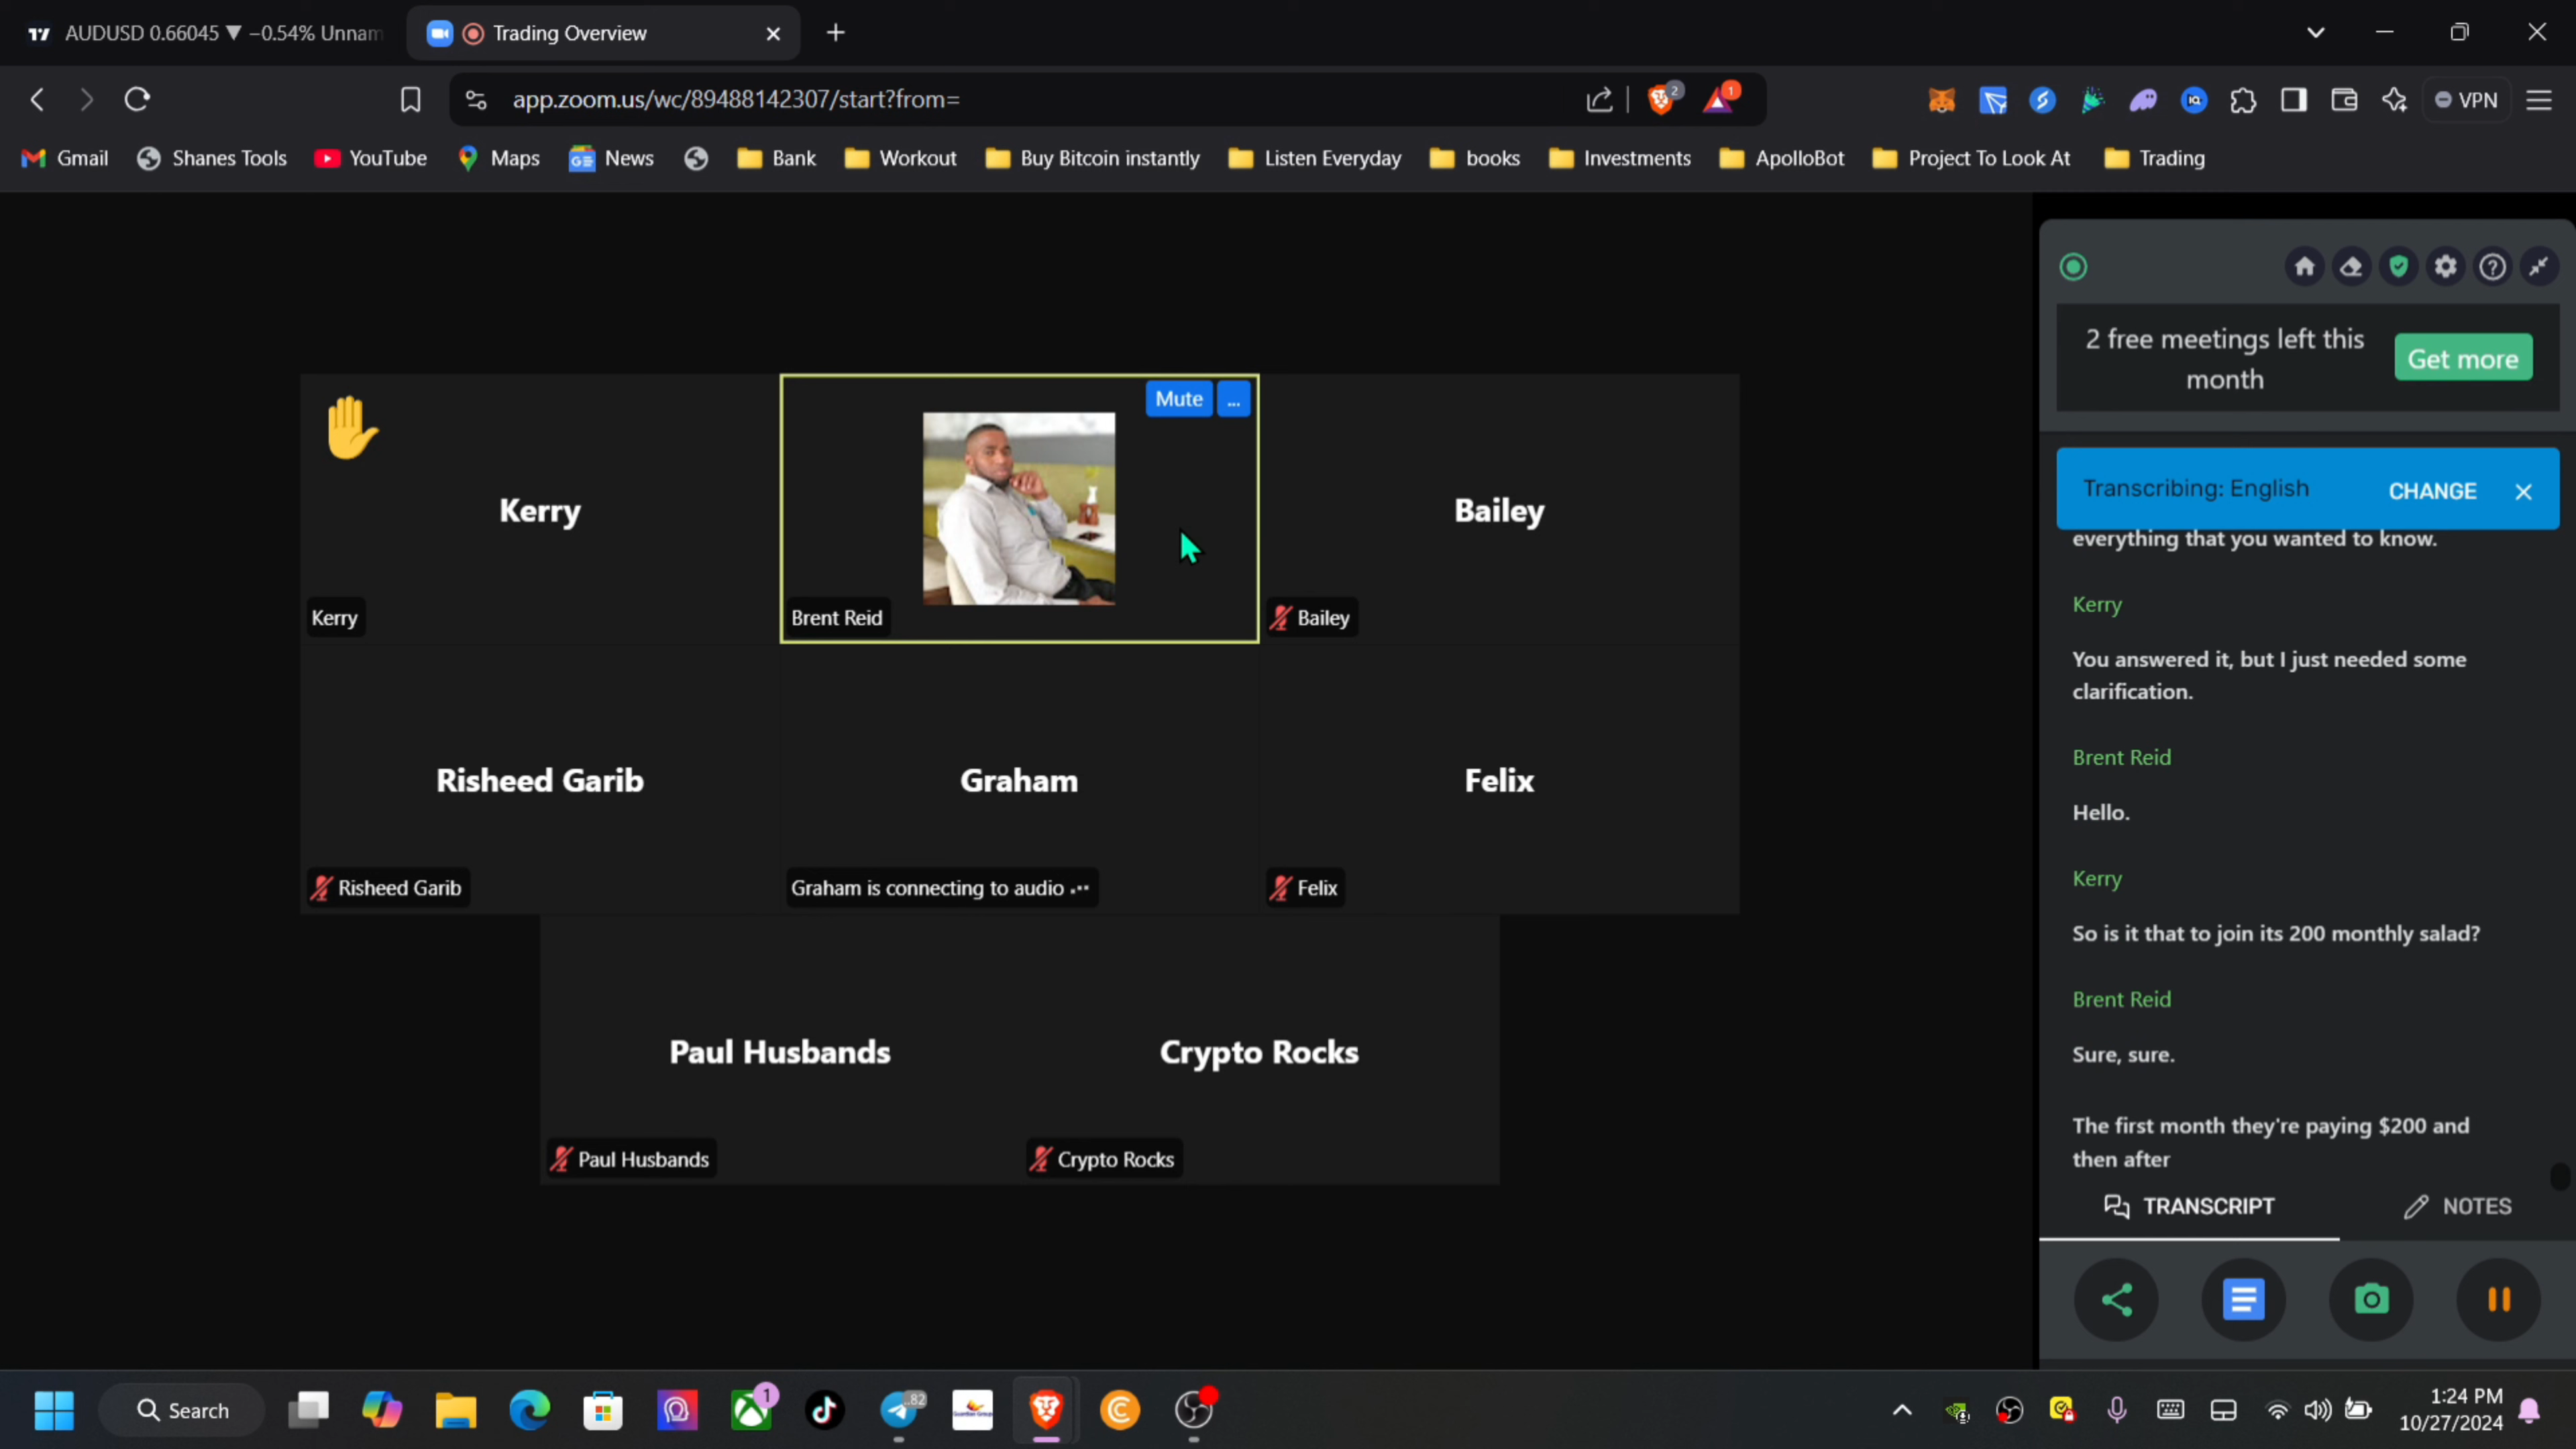 AUDUSD 0.66045 ▼ −0.54% Unnam
Trading Overview
app.zoom.us/wc/89488142307/start?from=
2
1
VPN
Gmail
Shanes Tools
YouTube
Maps
News
Bank
Workout
Buy Bitcoin instantly
Listen Everyday
books
Investments
ApolloBot
Project To Look At
Trading
Kerry
Kerry
Mute
...
Brent Reid
Bailey
Bailey
Risheed Garib
Risheed Garib
Graham
Graham is connecting to audio
Felix
Felix
Paul Husbands
Paul Husbands
Crypto Rocks
Crypto Rocks
2 free meetings left this
month
Get more
Transcribing: English
CHANGE
everything that you wanted to know.
Kerry
You answered it, but I just needed some
clarification.
Brent Reid
Hello.
Kerry
So is it that to join its 200 monthly salad?
Brent Reid
Sure, sure.
The first month they're paying $200 and
then after
TRANSCRIPT
NOTES
Search
1
..82
1:24 PM
10/27/2024